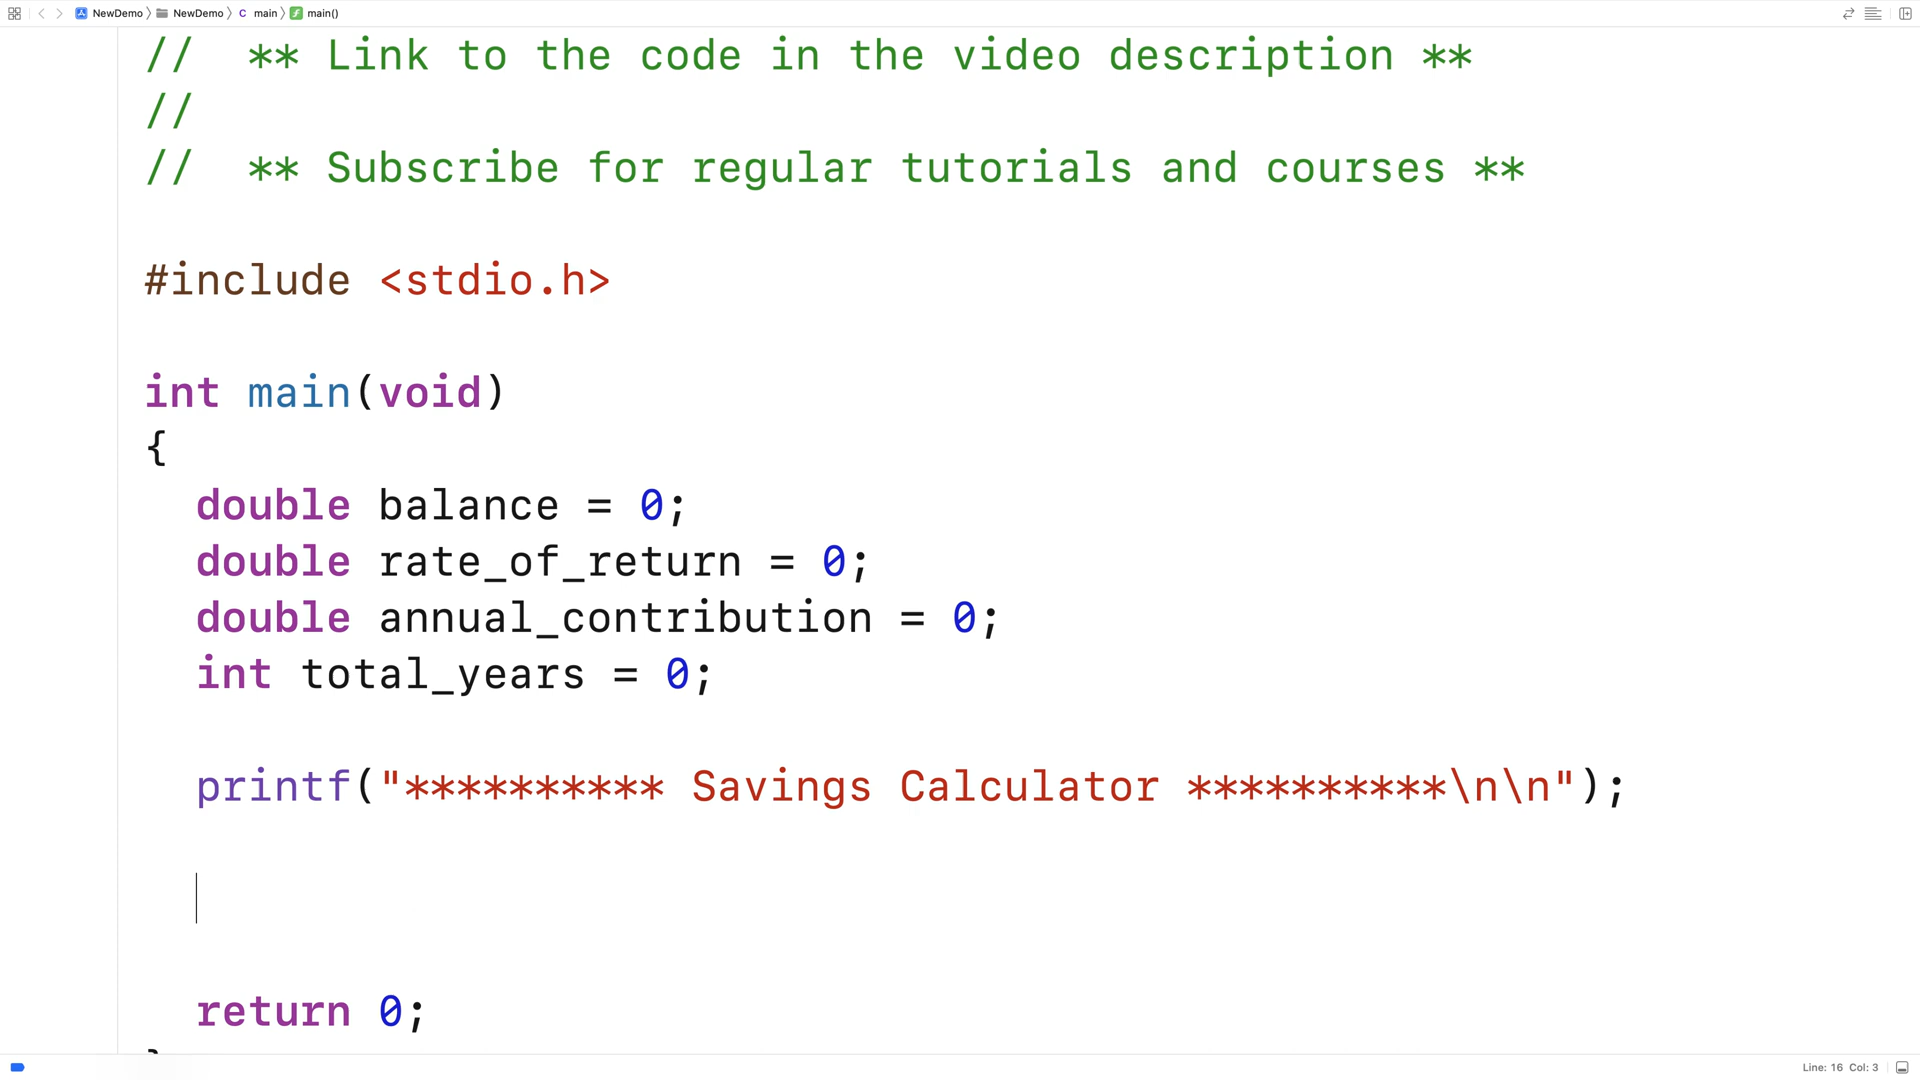 NewDemo 〉 NewDemo 〉 C main 〉 f main()
//  ** Link to the code in the video description **
//
//  ** Subscribe for regular tutorials and courses **
#include <stdio.h>
int main(void)
{
  double balance = 0;
  double rate_of_return = 0;
  double annual_contribution = 0;
  int total_years = 0;
  printf("********** Savings Calculator **********\n\n");
  return 0;
Line: 16 Col: 3